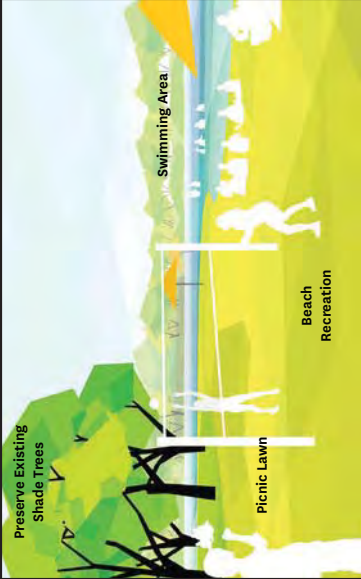 Preserve Existing
Shade Trees
Swimming Area
Picnic Lawn
Beach
Recreation